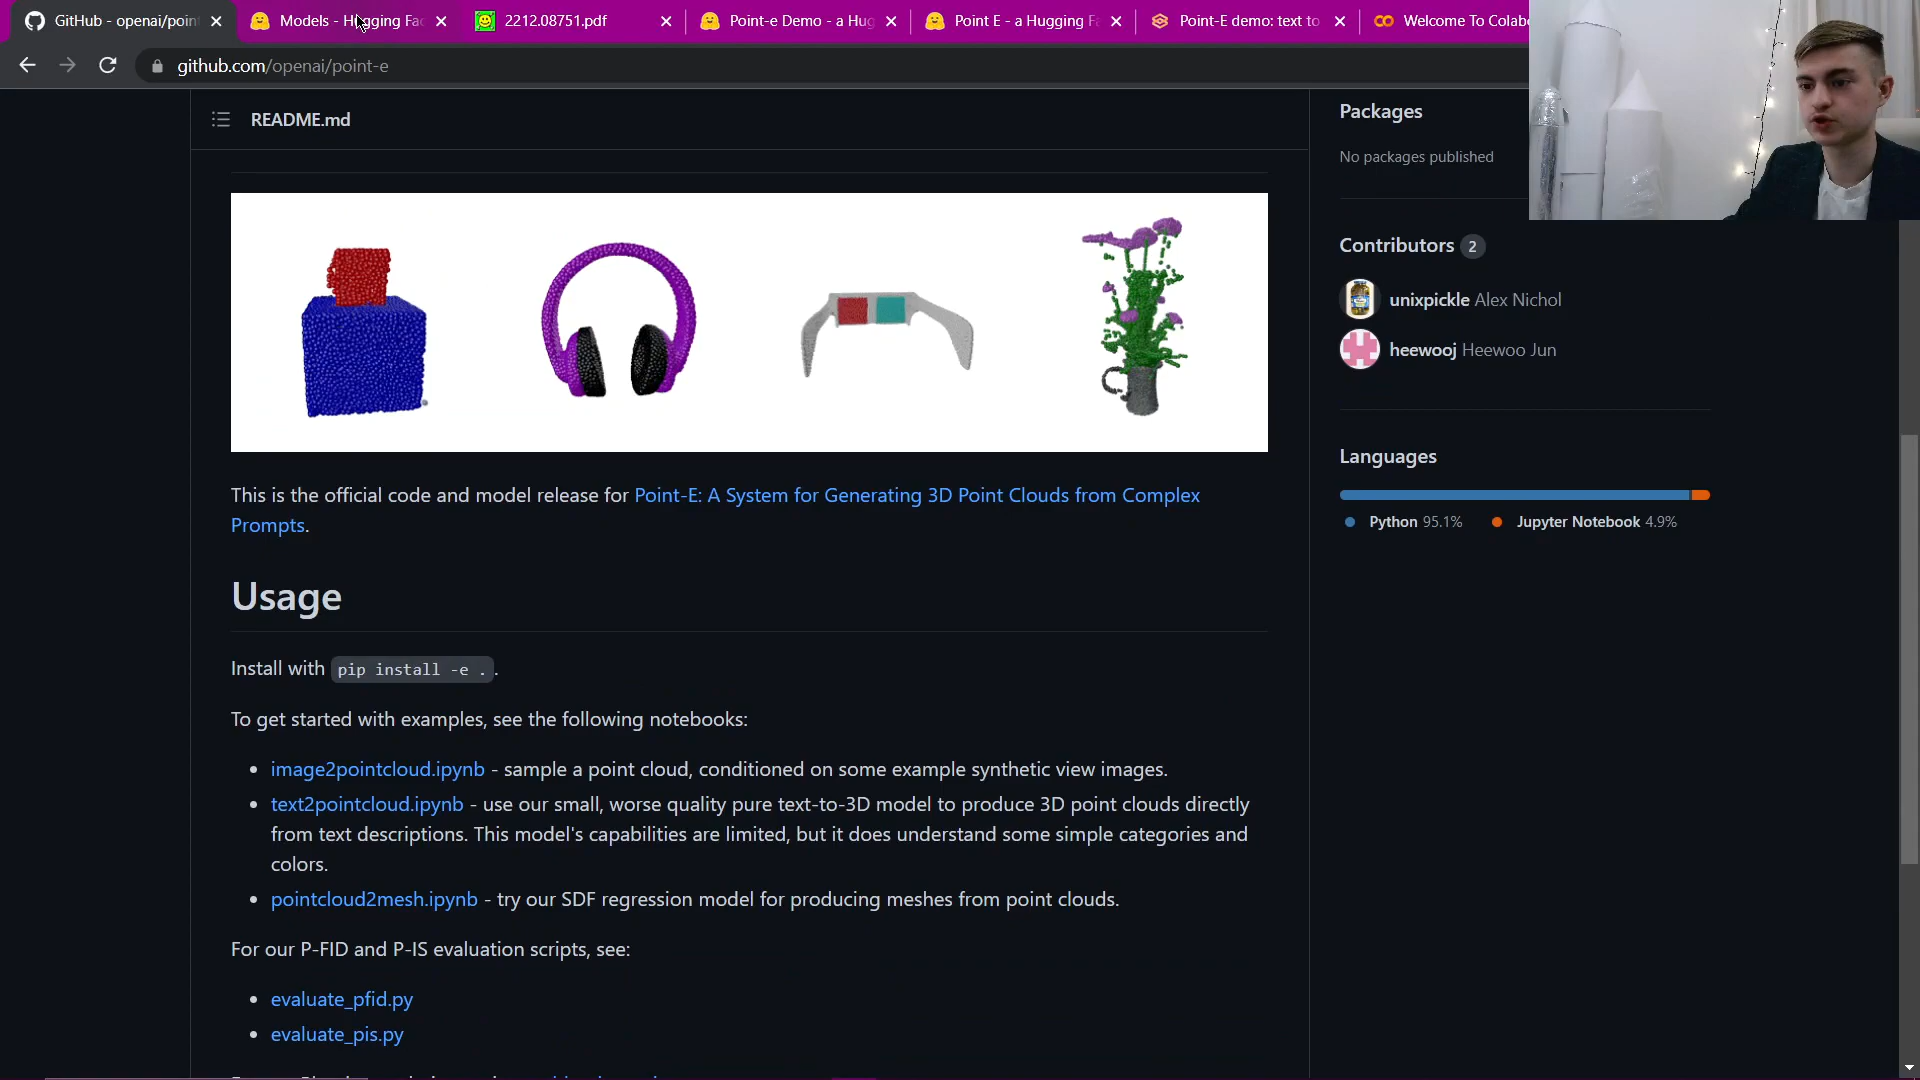 GitHub - openai/poin
Models - Hugging Fac
2212.08751.pdf
Point-e Demo - a Hug
Point E - a Hugging F
Point-E demo: text to
Welcome To Colab
github.com/openai/point-e
README.md
This is the official code and model release for Point-E: A System for Generating 3D Point Clouds from Complex
Prompts.
Usage
Install with pip install -e . .
To get started with examples, see the following notebooks:
• image2pointcloud.ipynb - sample a point cloud, conditioned on some example synthetic view images.
• text2pointcloud.ipynb - use our small, worse quality pure text-to-3D model to produce 3D point clouds directly
from text descriptions. This model's capabilities are limited, but it does understand some simple categories and
colors.
• pointcloud2mesh.ipynb - try our SDF regression model for producing meshes from point clouds.
For our P-FID and P-IS evaluation scripts, see:
• evaluate_pfid.py
• evaluate_pis.py
Packages
No packages published
Contributors 2
unixpickle Alex Nichol
heewooj Heewoo Jun
Languages
Python 95.1%
Jupyter Notebook 4.9%